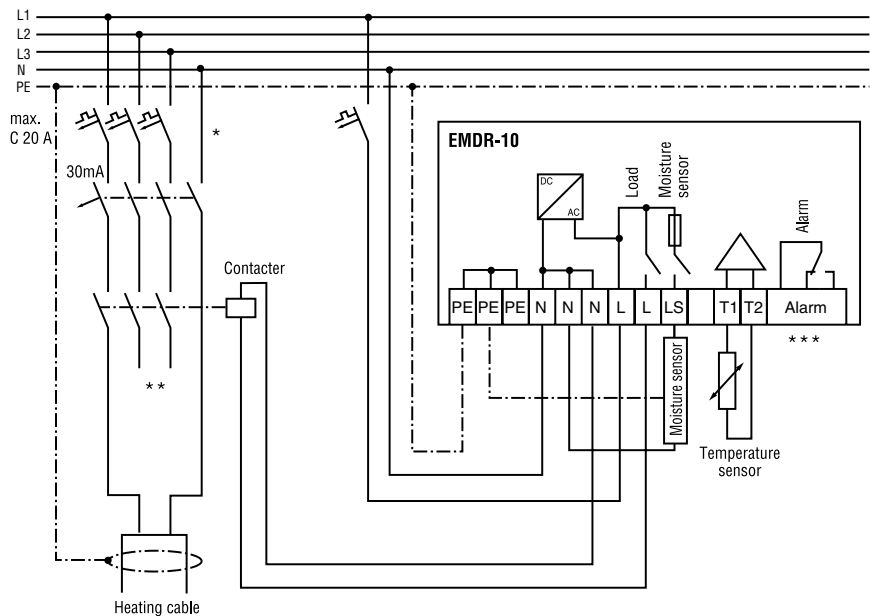 L1
L2
L3
N
PE
max.
C 20 A
*
30mA
Contacter
* *
Heating cable
EMDR-10
DC
AC
Load
Moisture
sensor
Alarm
PE PE PE N N N L L LS T1 T2 Alarm
* * *
Moisture sensor
Temperature
sensor